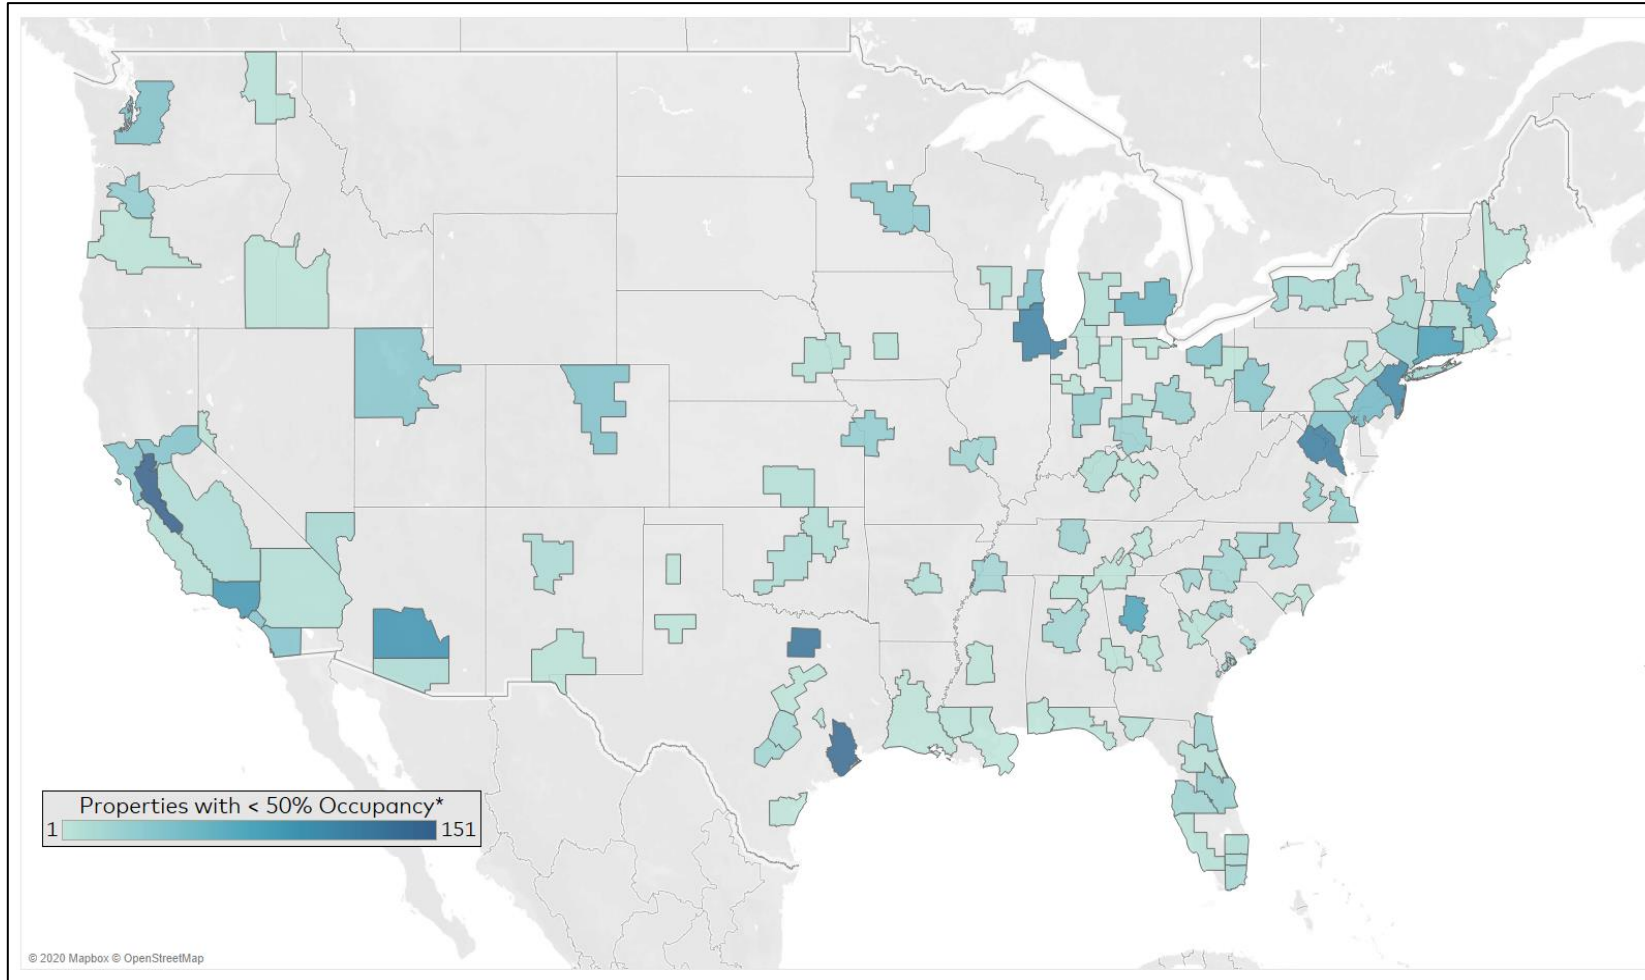 Properties with < 50% Occupancy*
1 151
© 2020 Mapbox © OpenStreetMap